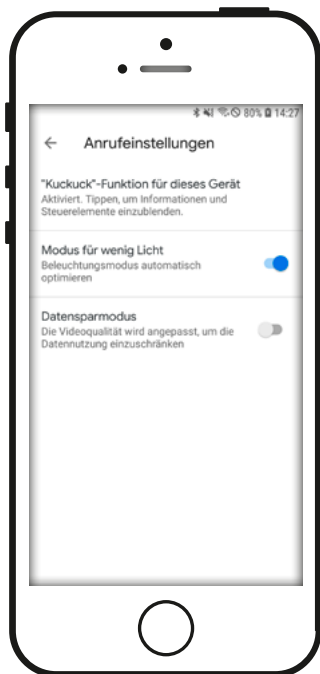 80% 14:27
Anrufeinstellungen
"Kuckuck"-Funktion für dieses Gerät
Aktiviert. Tippen, um Informationen und
Steuerelemente einzublenden.
Modus für wenig Licht
Beleuchtungsmodus automatisch
optimieren
Datensparmodus
Die Videoqualität wird angepasst, um die
Datennutzung einzuschränken